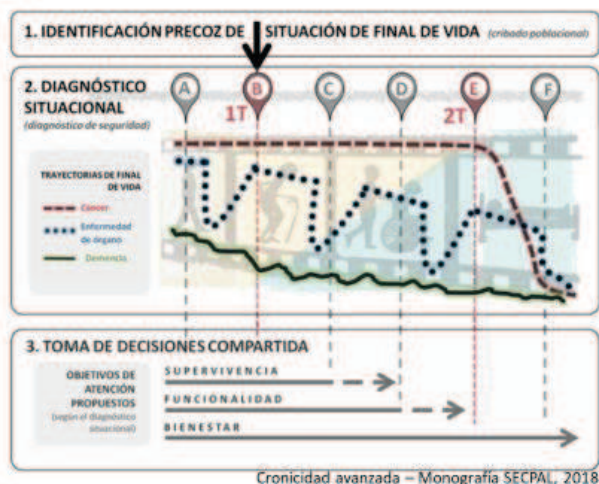 1. IDENTIFICACIÓN PRECOZ DE SITUACIÓN DE FINAL DE VIDA (cribado poblacional)
2. DIAGNÓSTICO
SITUACIONAL
(diagnóstico de seguridad)
A B C D E F
1T 2T
TRAYECTORIAS DE FINAL
DE VIDA
Cáncer
Enfermedad
de órgano
Demencia
3. TOMA DE DECISIONES COMPARTIDA
OBJETIVOS DE
ATENCIÓN
PROPUESTOS
(según el diagnóstico
situacional)
SUPERVIVENCIA
FUNCIONALIDAD
BIENESTAR
Cronicidad avanzada – Monografía SECPAL, 2018